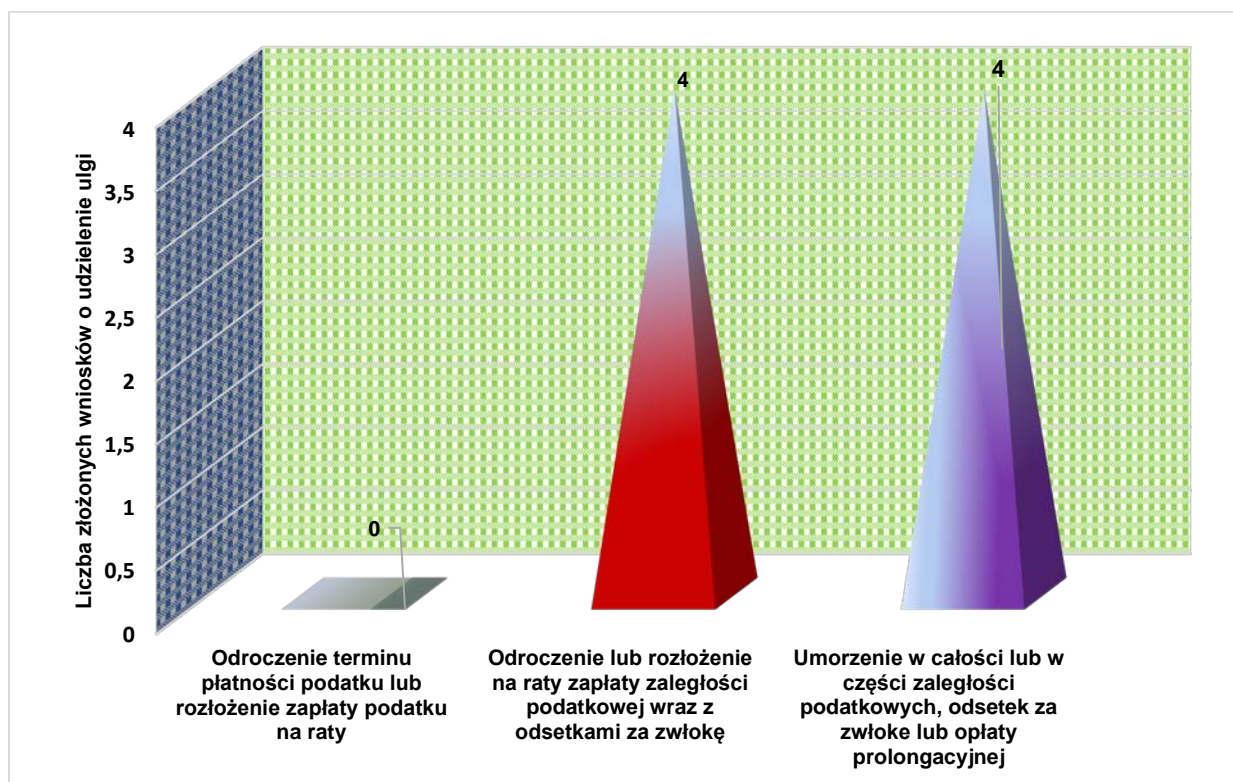 Liczba złożonych wniosków o udzielenie ulgi
4
3,5
3
2,5
2
1,5
1
0,5
0
0
4
4
Odroczenie terminu
płatności podatku lub
rozłożenie zapłaty podatku
na raty
Odroczenie lub rozłożenie
na raty zapłaty zaległości
podatkowej wraz z
odsetkami za zwłokę
Umorzenie w całości lub w
części zaległości
podatkowych, odsetek za
zwłoke lub opłaty
prolongacyjnej